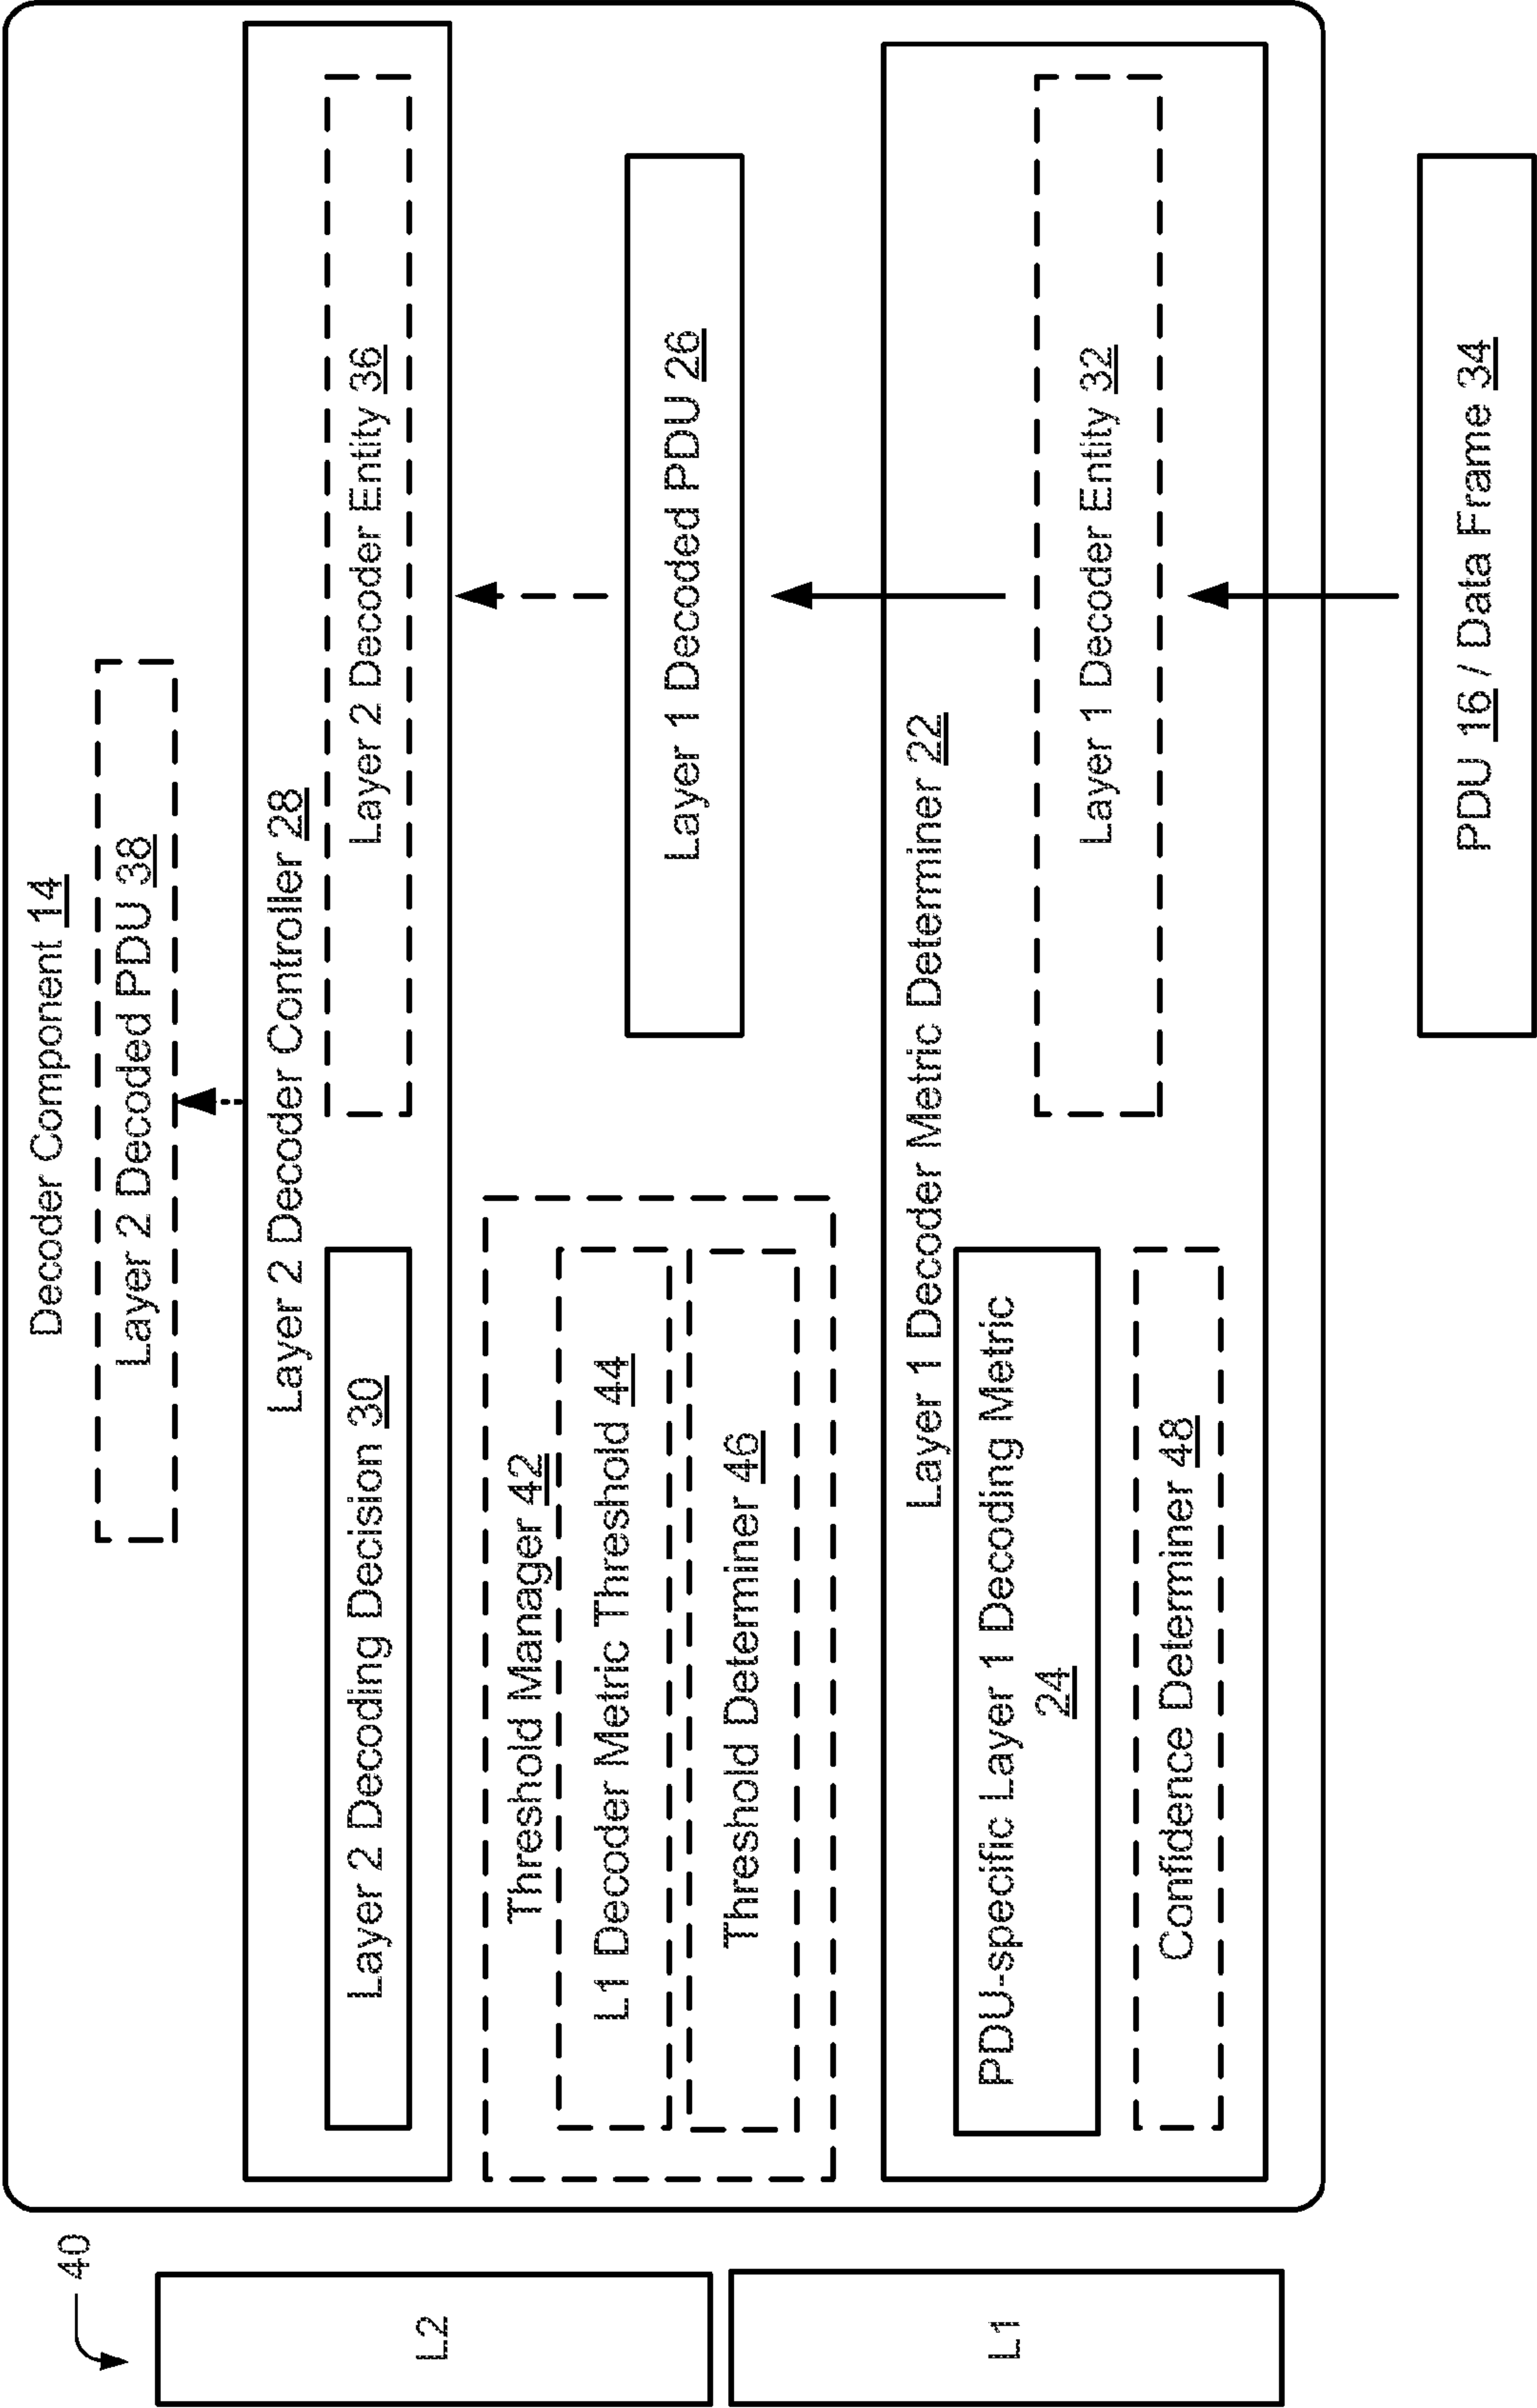 40
L2
L1
Decoder Component 14
Layer 2 Decoded PDU 38
Layer 2 Decoder Controller 28
Layer 2 Decoding Decision 30
Layer 2 Decoder Entity 36
Threshold Manager 42
L1 Decoder Metric Threshold 44
Threshold Determiner 46
Layer 1 Decoded PDU 26
Layer 1 Decoder Metric Determiner 22
PDU-specific Layer 1 Decoding Metric
24
Confidence Determiner 48
Layer 1 Decoder Entity 32
PDU 16 / Data Frame 34